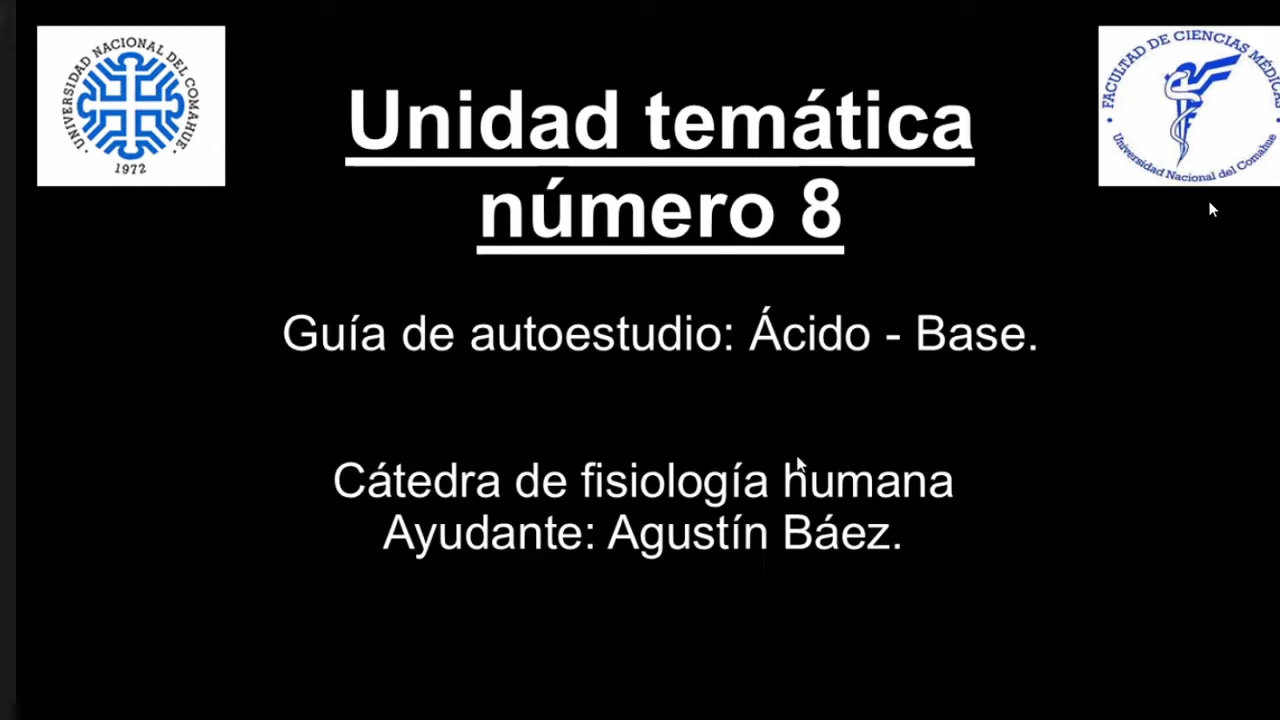 UNIVERSIDAD NACIONAL DEL COMAHUE
1972
FACULTAD DE CIENCIAS MÉDICAS
Universidad Nacional del Comahue
Unidad temática
número 8
Guía de autoestudio: Ácido - Base.
Cátedra de fisiología humana
Ayudante: Agustín Báez.